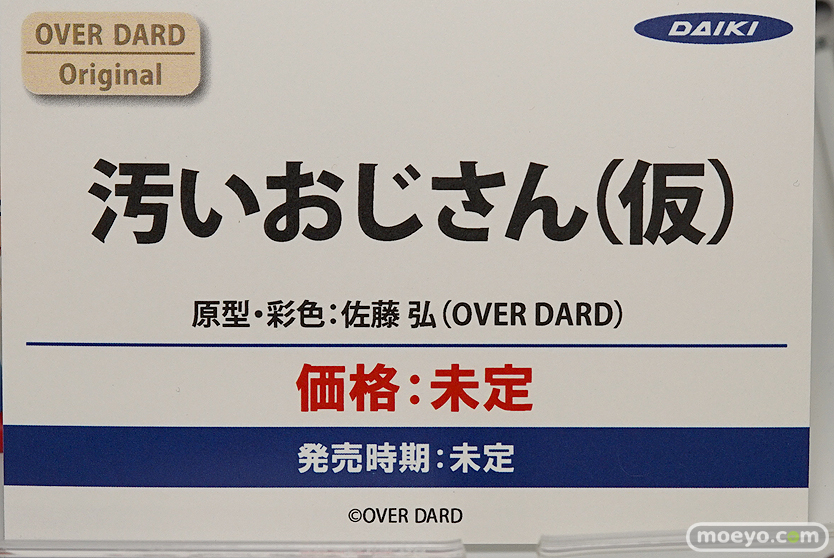 OVER DARD
Original
DAIKI
汚いおじさん（仮）
原型・彩色：佐藤 弘（OVER DARD）
価格：未定
発売時期：未定
©OVER DARD
moeyo.com